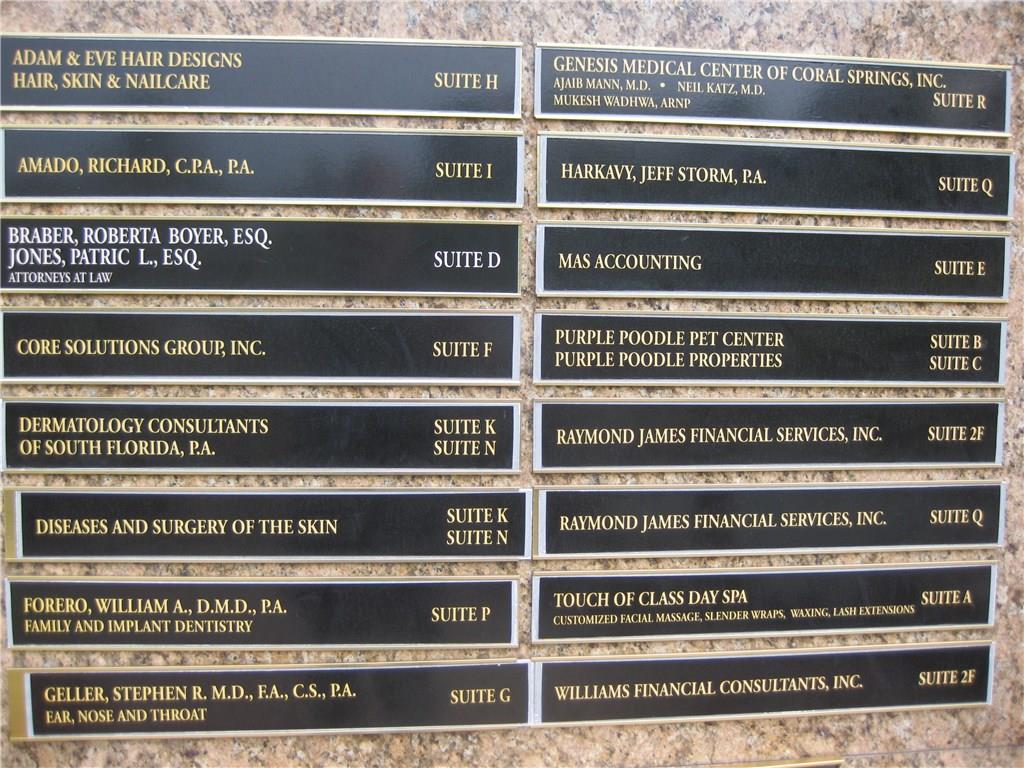 ADAM & EVE HAIR DESIGNS
HAIR, SKIN & NAILCARE
SUITE H
AMADO, RICHARD, C.P.A., P.A.
SUITE I
BRABER, ROBERTA BOYER, ESQ.
JONES, PATRIC L., ESQ.
ATTORNEYS AT LAW
SUITE D
CORE SOLUTIONS GROUP, INC.
SUITE F
DERMATOLOGY CONSULTANTS
OF SOUTH FLORIDA, P.A.
SUITE K
SUITE N
DISEASES AND SURGERY OF THE SKIN
SUITE K
SUITE N
FORERO, WILLIAM A., D.M.D., P.A.
FAMILY AND IMPLANT DENTISTRY
SUITE P
GELLER, STEPHEN R. M.D., F.A., C.S., P.A.
EAR, NOSE AND THROAT
SUITE G
GENESIS MEDICAL CENTER OF CORAL SPRINGS, INC.
AJAIB MANN, M.D. • NEIL KATZ, M.D.
MUKESH WADHWA, ARNP
SUITE R
HARKAVY, JEFF STORM, P.A.
SUITE Q
MAS ACCOUNTING
SUITE E
PURPLE POODLE PET CENTER
SUITE B
PURPLE POODLE PROPERTIES
SUITE C
RAYMOND JAMES FINANCIAL SERVICES, INC.
SUITE 2F
RAYMOND JAMES FINANCIAL SERVICES, INC.
SUITE Q
TOUCH OF CLASS DAY SPA
SUITE A
CUSTOMIZED FACIAL MASSAGE, SLENDER WRAPS, WAXING, LASH EXTENSIONS
WILLIAMS FINANCIAL CONSULTANTS, INC.
SUITE 2F